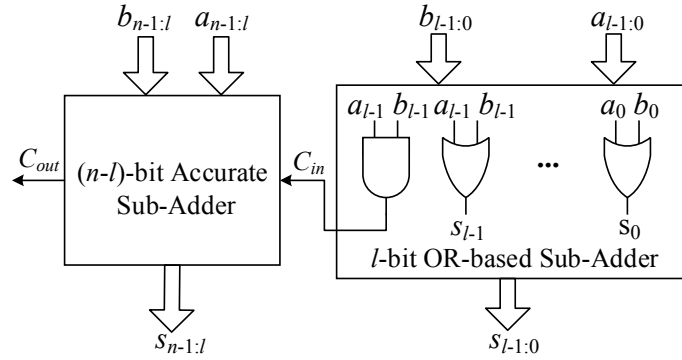 b_{n-1:l} a_{n-1:l} b_{l-1:0} a_{l-1:0}
a_{l-1} b_{l-1} a_{l-1} b_{l-1} a_0 b_0
C_{out} (n-l)-bit Accurate Sub-Adder C_{in} ...
s_{l-1} s_0
l-bit OR-based Sub-Adder
s_{n-1:l} s_{l-1:0}